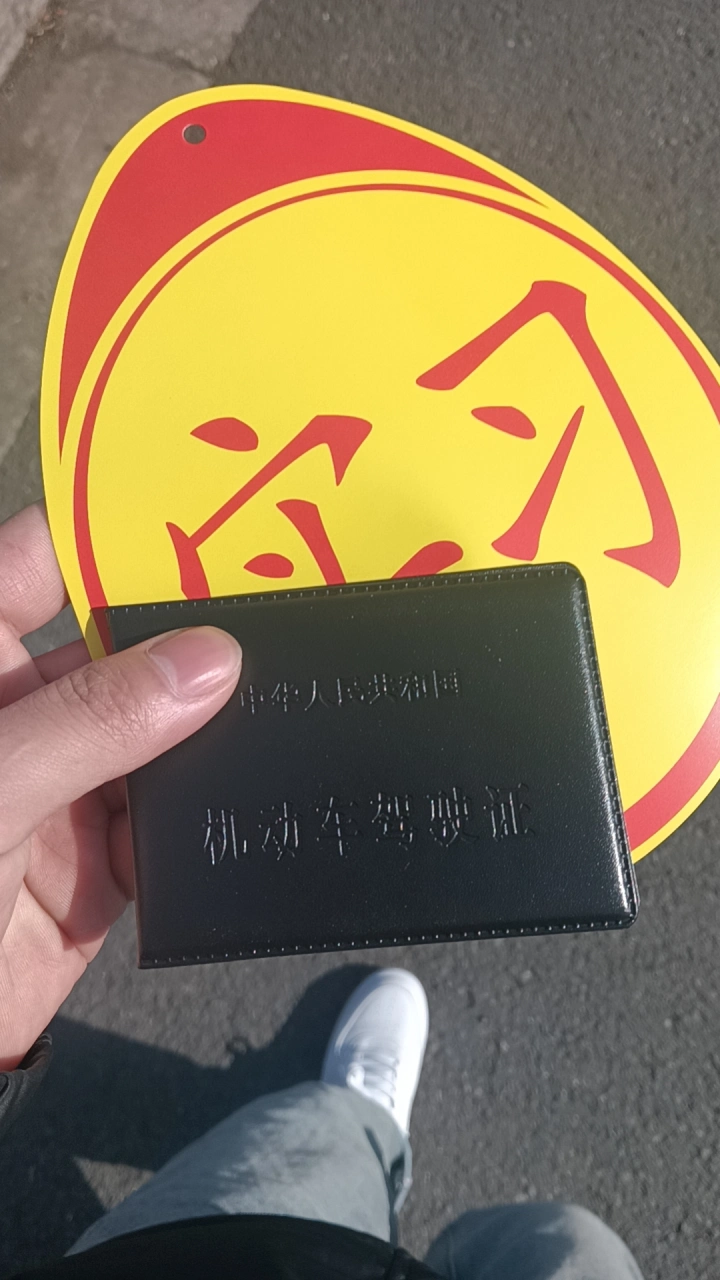 实习
中华人民共和国
机动车驾驶证